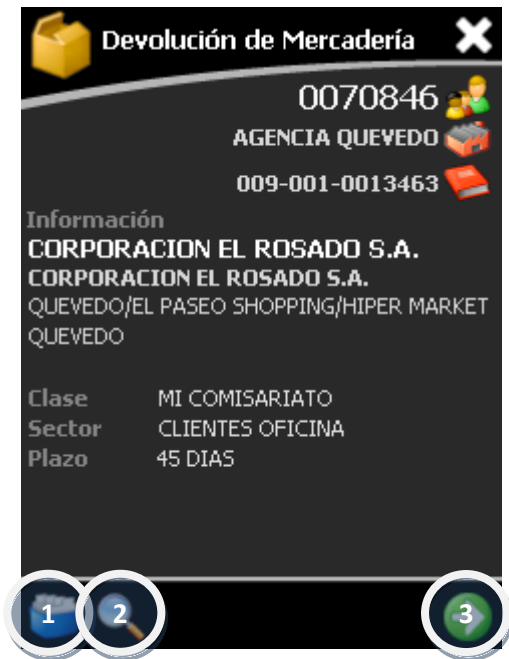 Devolución de Mercadería
0070846
AGENCIA QUEVEDO
009-001-0013463
Información
CORPORACION EL ROSADO S.A.
CORPORACION EL ROSADO S.A.
QUEVEDO/EL PASEO SHOPPING/HIPER MARKET
QUEVEDO
Clase MI COMISARIATO
Sector CLIENTES OFICINA
Plazo 45 DIAS
1 2 3